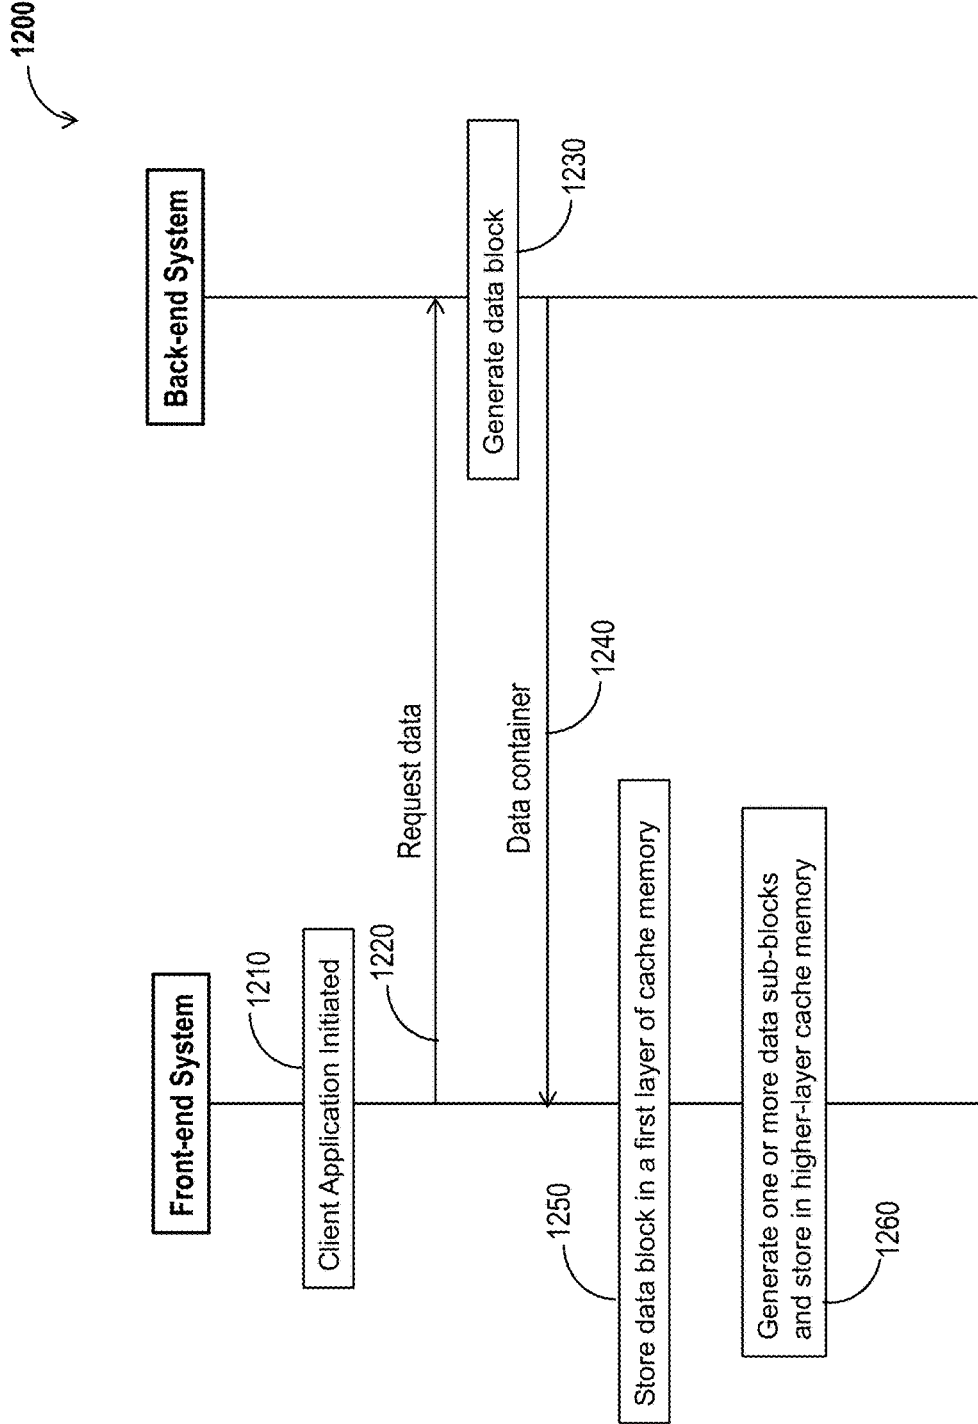 1200
Front-end System
Back-end System
1210
Client Application Initiated
1220
Request data
Generate data block
1230
Data container
1240
1250
Store data block in a first layer of cache memory
Generate one or more data sub-blocks
and store in higher-layer cache memory
1260